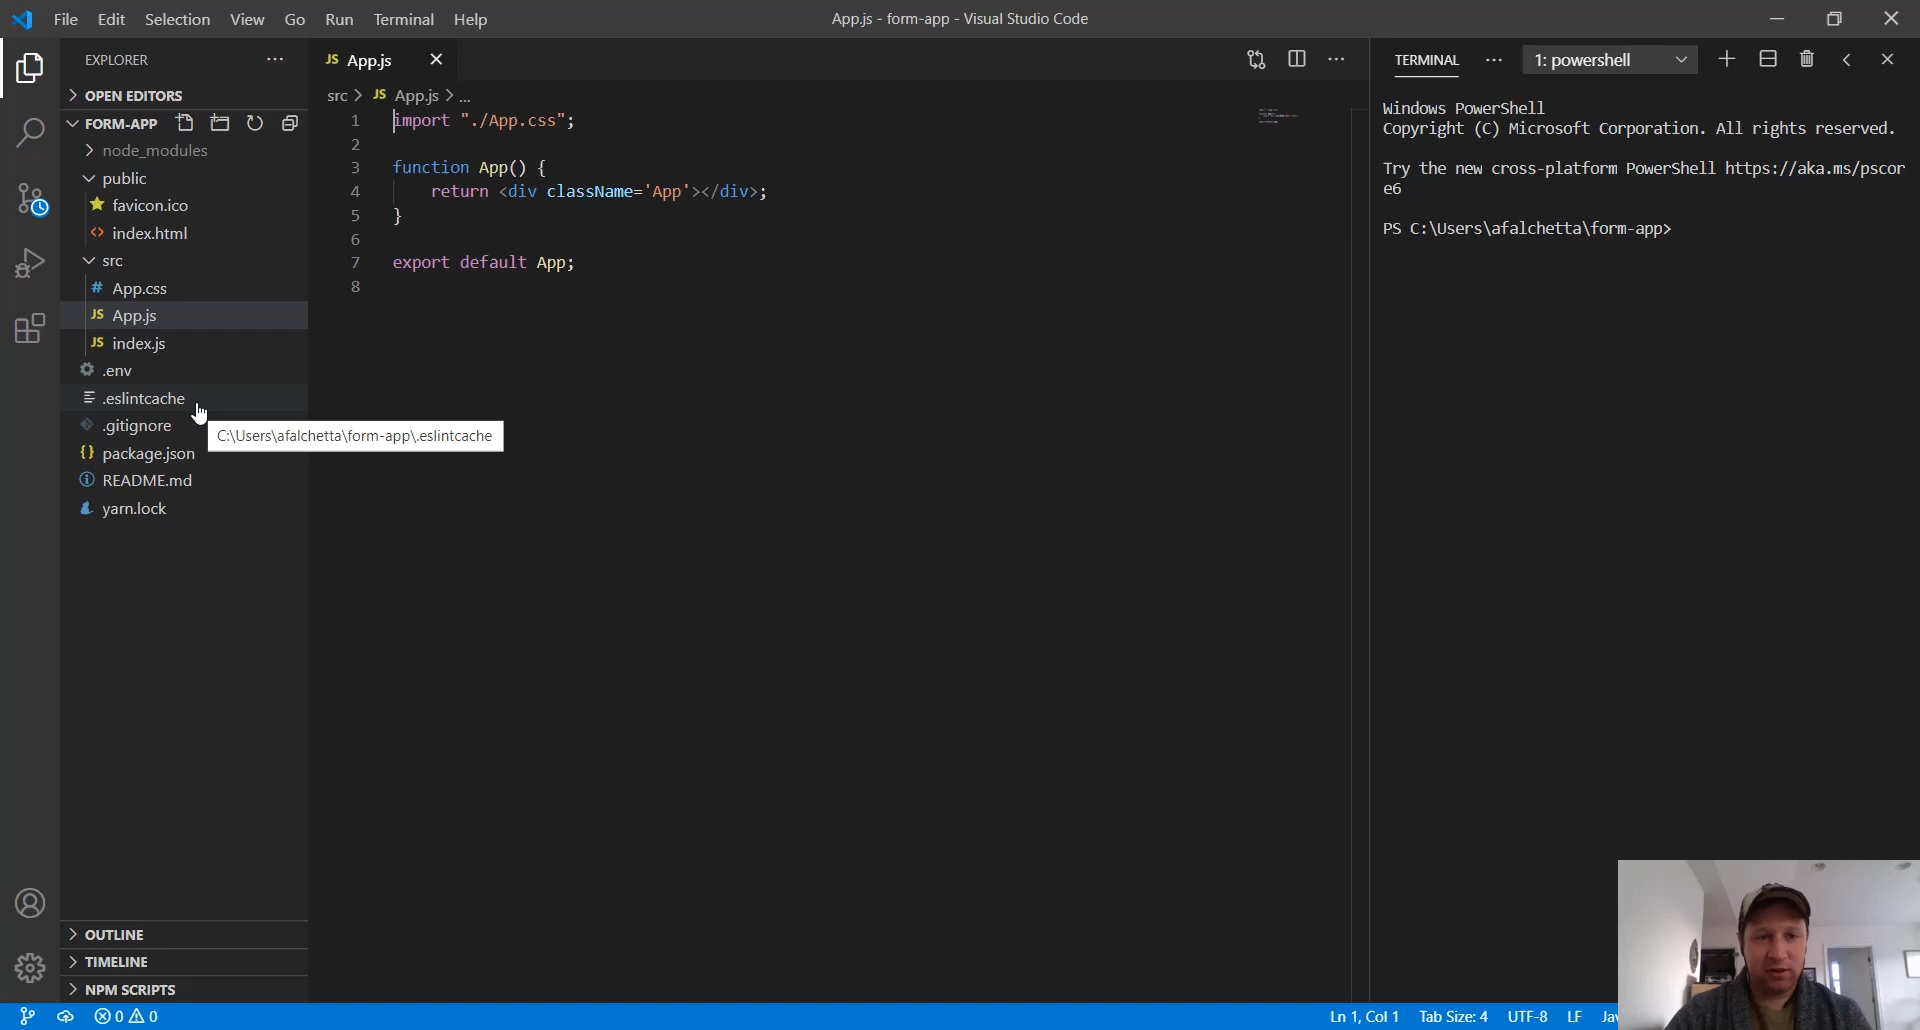 File Edit Selection View Go Run Terminal Help
App.js - form-app - Visual Studio Code
EXPLORER
OPEN EDITORS
FORM-APP
node_modules
public
favicon.ico
index.html
src
App.css
App.js
index.js
.env
.eslintcache
.gitignore
package.json
README.md
yarn.lock
C:\Users\afalchetta\form-app\.eslintcache
OUTLINE
TIMELINE
NPM SCRIPTS
JS App.js
src > JS App.js > ...
1 import "./App.css";
2
3 function App() {
4 return <div className='App'></div>;
5 }
6
7 export default App;
8
TERMINAL
1: powershell
Windows PowerShell
Copyright (C) Microsoft Corporation. All rights reserved.
Try the new cross-platform PowerShell https://aka.ms/pscor
e6
PS C:\Users\afalchetta\form-app>
0 0
Ln 1, Col 1 Tab Size: 4 UTF-8 LF Jav